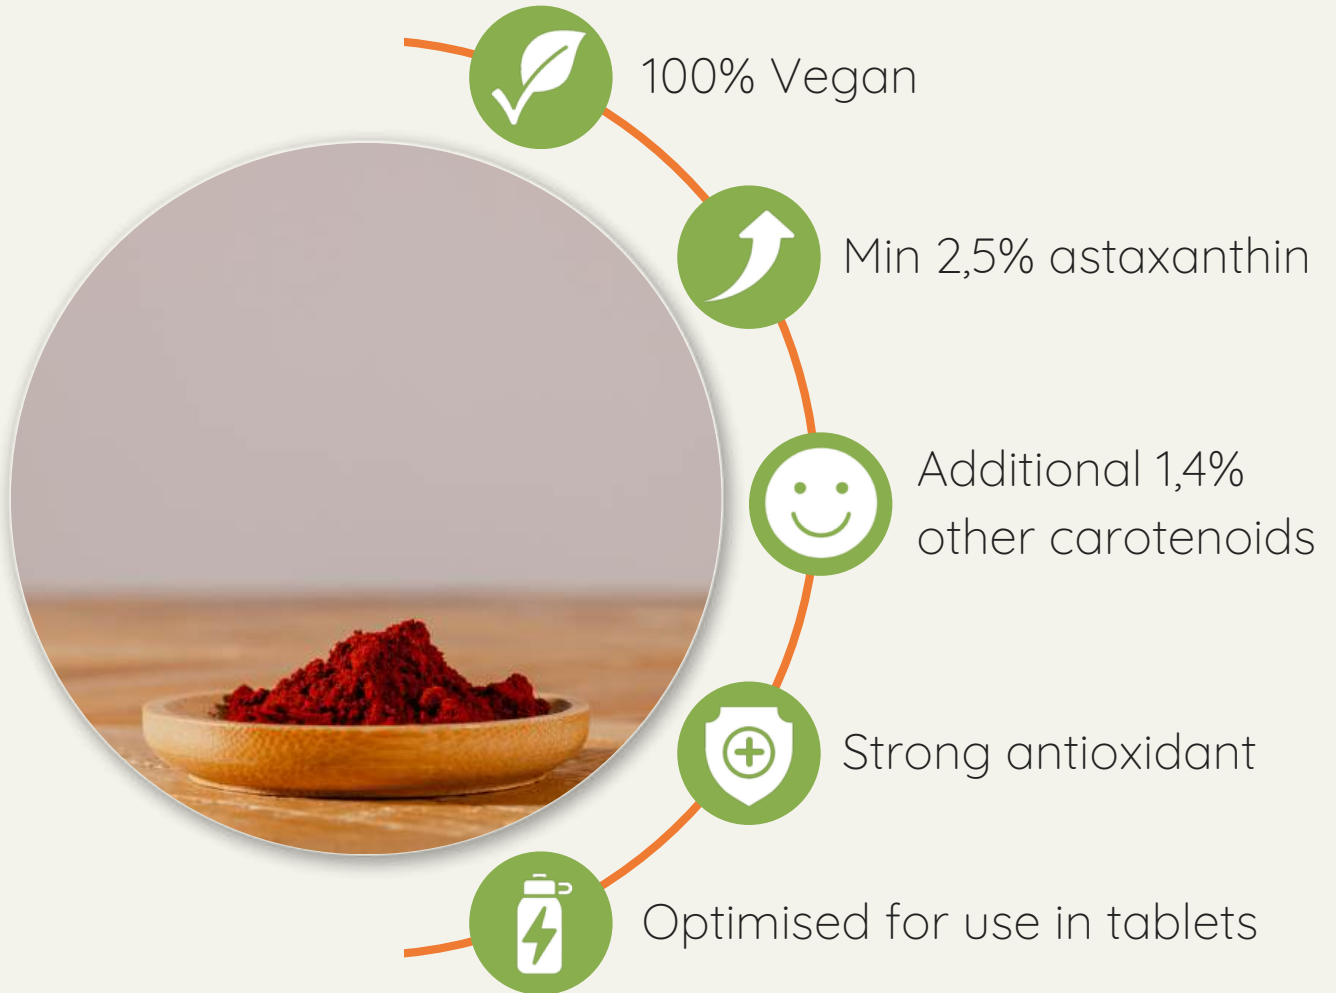 100% Vegan
Min 2,5% astaxanthin
Additional 1,4%
other carotenoids
Strong antioxidant
Optimised for use in tablets